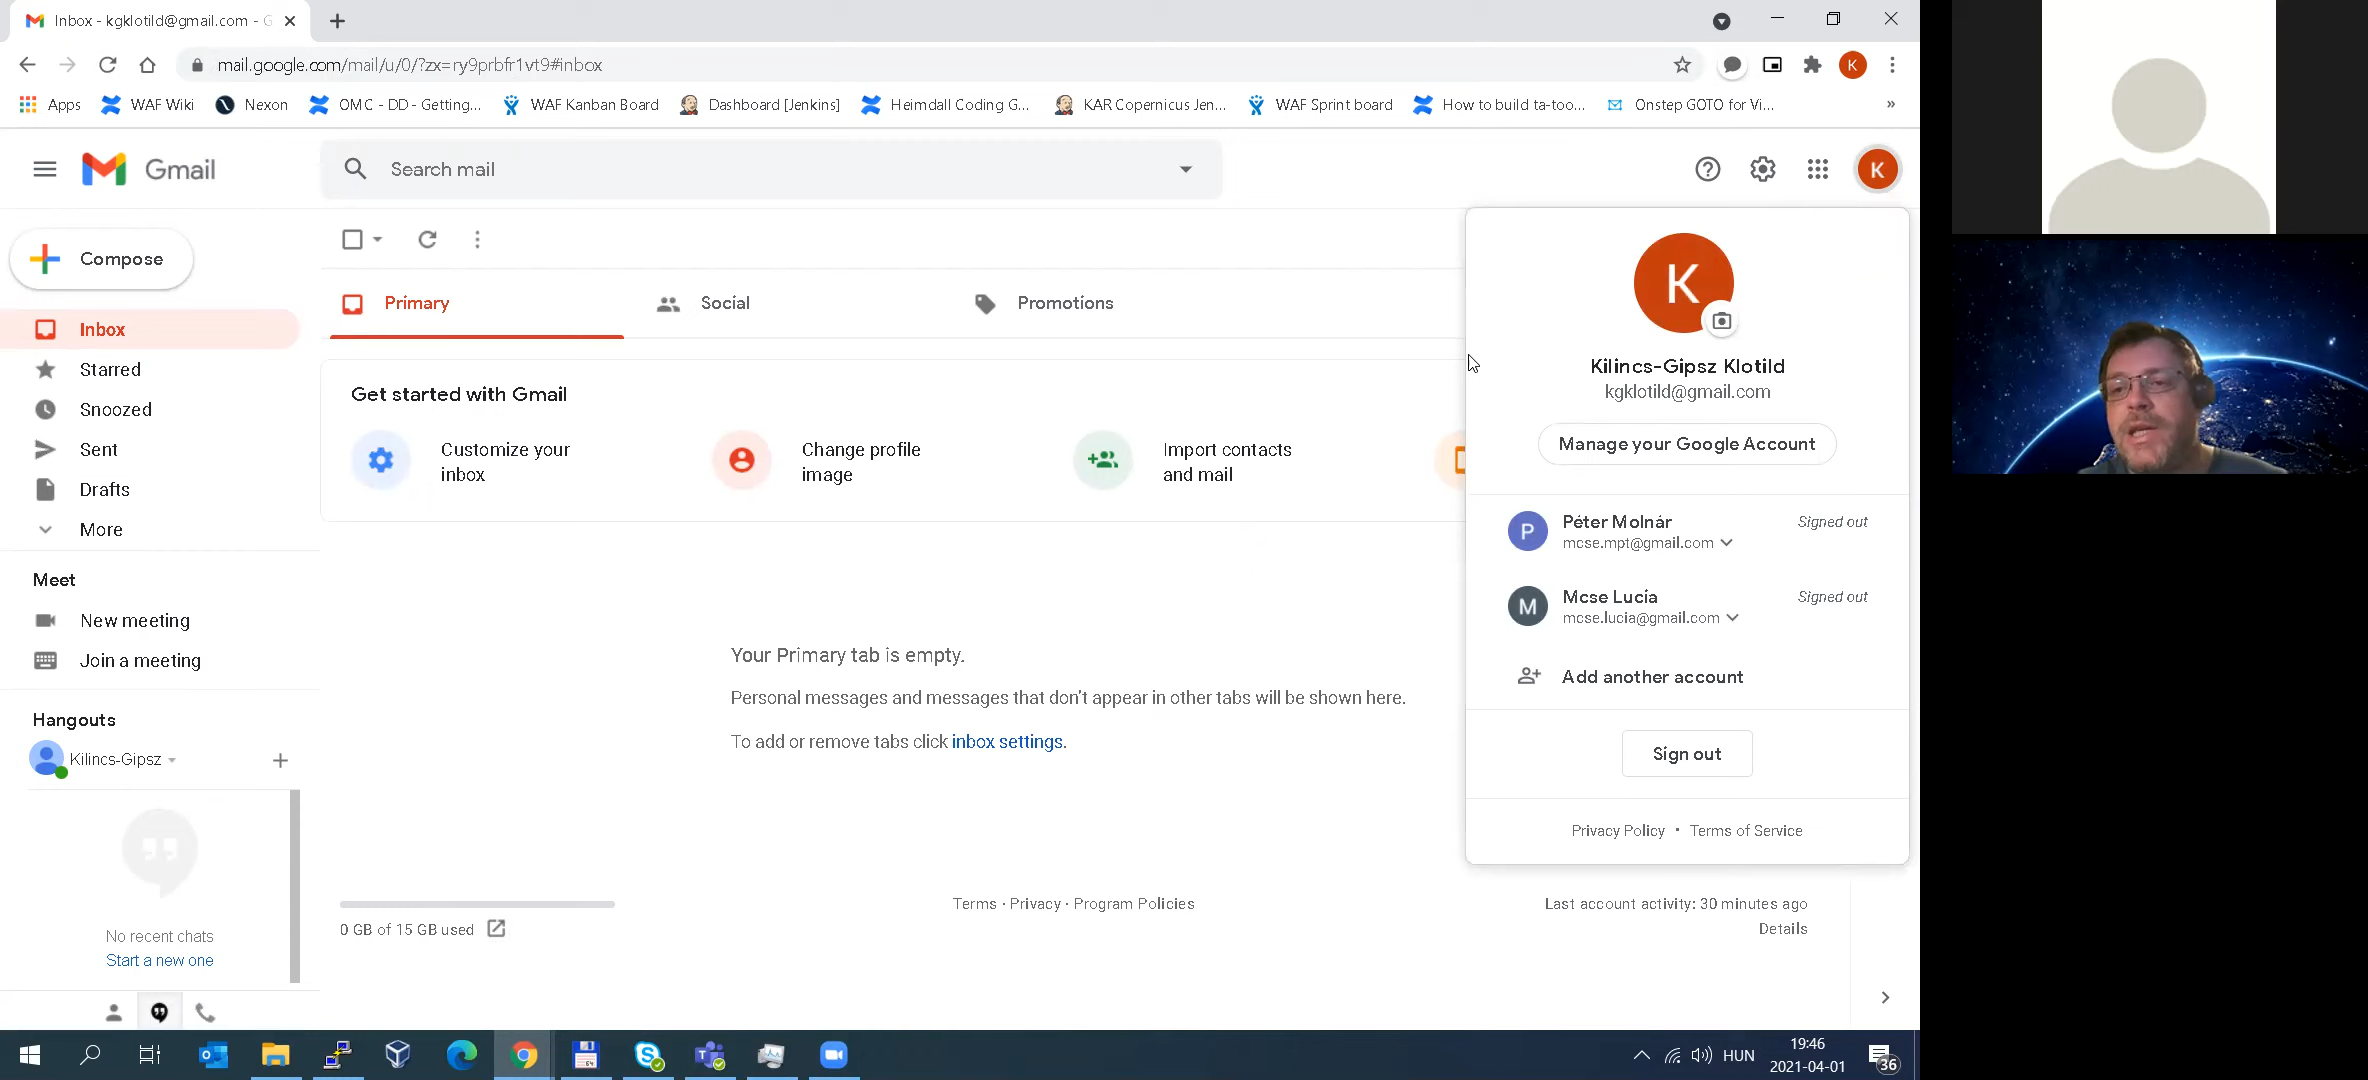 Inbox - kgklotild@gmail.com - G
mail.google.com/mail/u/0/?zx=ry9prbfr1vt9#inbox
K
Apps WAF Wiki Nexon OMC - DD - Getting... WAF Kanban Board Dashboard [Jenkins] Heimdall Coding G... KAR Copernicus Jen... WAF Sprint board How to build ta-too... Onstep GOTO for Vi... »
Gmail
Search mail
K
Compose
Inbox
Starred
Snoozed
Sent
Drafts
More
Meet
New meeting
Join a meeting
Hangouts
Kilincs-Gipsz
No recent chats
Start a new one
Primary
Social
Promotions
Get started with Gmail
Customize your
inbox
Change profile
image
Import contacts
and mail
Your Primary tab is empty.
Personal messages and messages that don't appear in other tabs will be shown here.
To add or remove tabs click inbox settings.
0 GB of 15 GB used
Terms · Privacy · Program Policies
Last account activity: 30 minutes ago
Details
K
Kilincs-Gipsz Klotild
kgklotild@gmail.com
Manage your Google Account
P
Péter Molnár
Signed out
mcse.mpt@gmail.com
M
Mcse Lucía
Signed out
mcse.lucia@gmail.com
Add another account
Sign out
Privacy Policy • Terms of Service
HUN
19:46
2021-04-01
36